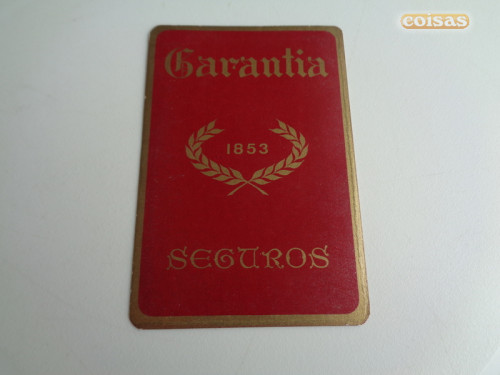 coisas
Garantia
1853
SEGUROS